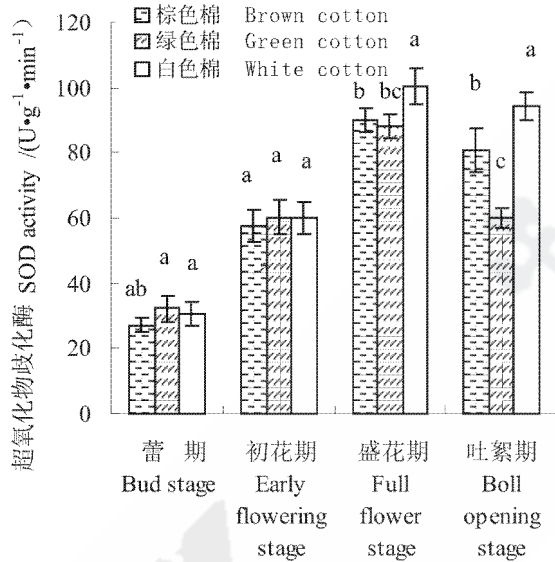 超氧化物歧化酶 SOD activity /(U•g⁻¹•min⁻¹)
120
100
80
60
40
20
0
棕色棉 Brown cotton
绿色棉 Green cotton
白色棉 White cotton
ab a a
a a a
b bc a
b c a
蕾 期 初花期 盛花期 吐絮期
Bud stage Early Full Boll
flowering flower opening
stage stage stage